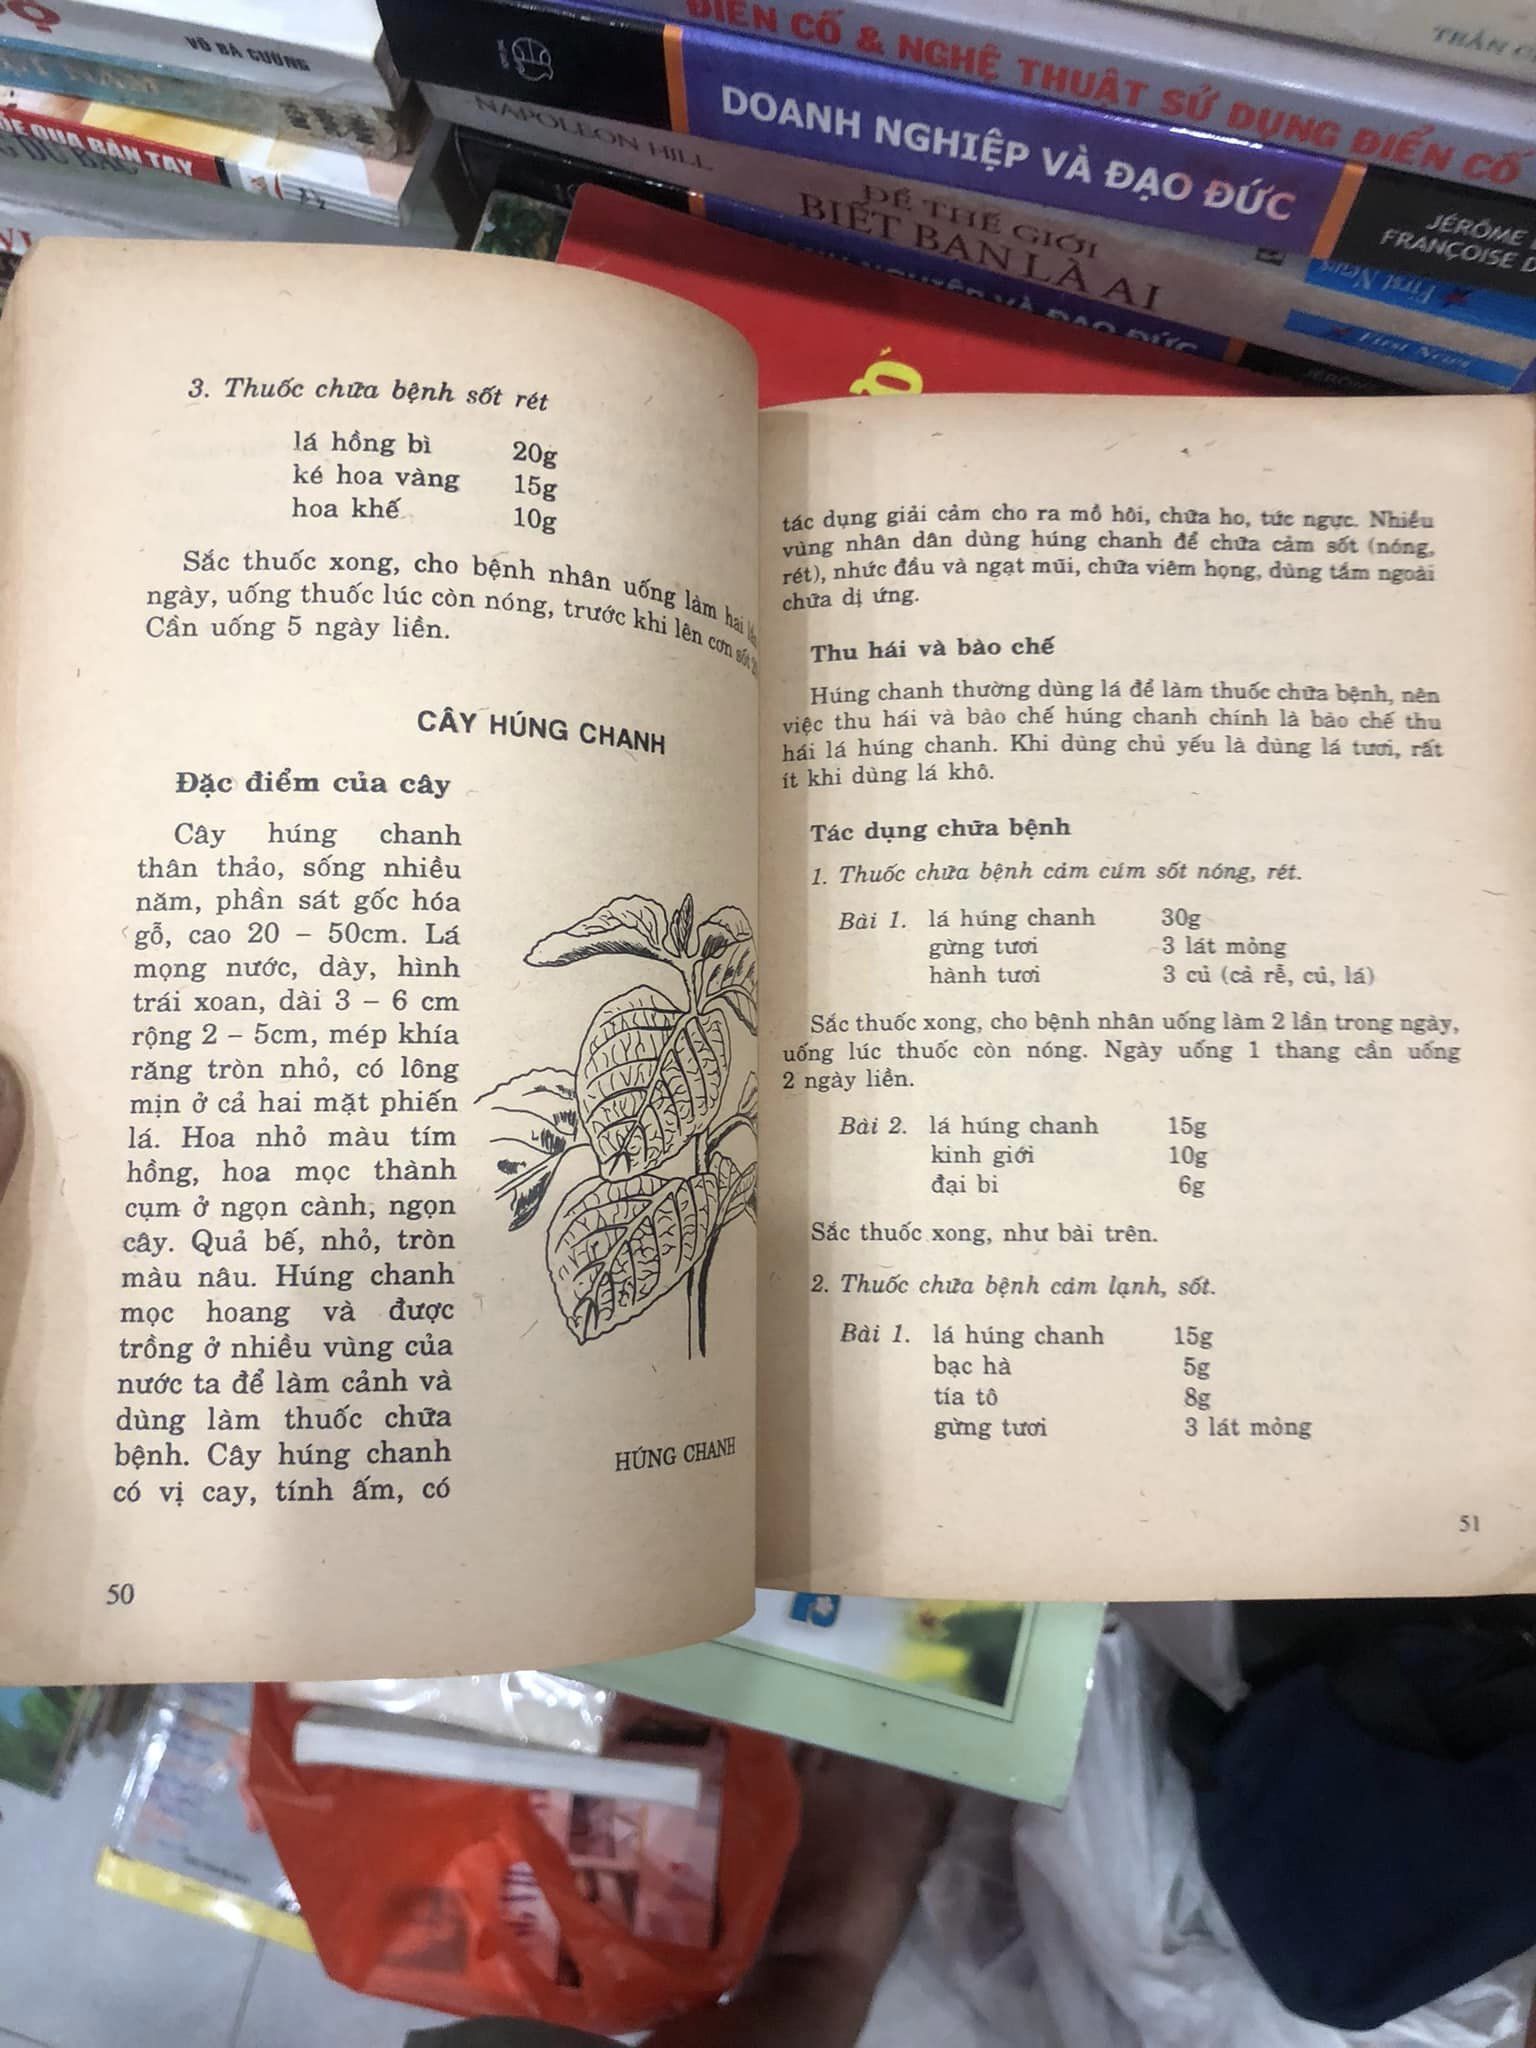 VÕ BÁ CƯỜNG
QUA BÀN TAY
ĐIỂN CỐ & NGHỆ THUẬT SỬ DỤNG ĐIỂN CỐ
DOANH NGHIỆP VÀ ĐẠO ĐỨC
JÉRÔME
FRANÇOISE
NAPOLEON HILL
ĐỂ THẾ GIỚI
BIẾT BẠN LÀ AI
First News
First News
3. Thuốc chữa bệnh sốt rét
lá hồng bì 20g
ké hoa vàng 15g
hoa khế 10g
Sắc thuốc xong, cho bệnh nhân uống làm hai
ngày, uống thuốc lúc còn nóng, trước khi lên cơn sốt
Cần uống 5 ngày liền.
CÂY HÚNG CHANH
Đặc điểm của cây
Cây húng chanh
thân thảo, sống nhiều
năm, phần sát gốc hóa
gỗ, cao 20 – 50cm. Lá
mọng nước, dày, hình
trái xoan, dài 3 – 6 cm
rộng 2 – 5cm, mép khía
răng tròn nhỏ, có lông
mịn ở cả hai mặt phiến
lá. Hoa nhỏ màu tím
hồng, hoa mọc thành
cụm ở ngọn cành, ngọn
cây. Quả bế, nhỏ, tròn
màu nâu. Húng chanh
mọc hoang và được
trồng ở nhiều vùng của
nước ta để làm cảnh và
dùng làm thuốc chữa
bệnh. Cây húng chanh
có vị cay, tính ấm, có
HÚNG CHANH
50
tác dụng giải cảm cho ra mồ hôi, chữa ho, tức ngực. Nhiều
vùng nhân dân dùng húng chanh để chữa cảm sốt (nóng,
rét), nhức đầu và ngạt mũi, chữa viêm họng, dùng tắm ngoài
chữa dị ứng.
Thu hái và bào chế
Húng chanh thường dùng lá để làm thuốc chữa bệnh, nên
việc thu hái và bào chế húng chanh chính là bào chế thu
hái lá húng chanh. Khi dùng chủ yếu là dùng lá tươi, rất
ít khi dùng lá khô.
Tác dụng chữa bệnh
1. Thuốc chữa bệnh cảm cúm sốt nóng, rét.
Bài 1. lá húng chanh 30g
gừng tươi 3 lát mỏng
hành tươi 3 củ (cả rễ, củ, lá)
Sắc thuốc xong, cho bệnh nhân uống làm 2 lần trong ngày,
uống lúc thuốc còn nóng. Ngày uống 1 thang cần uống
2 ngày liền.
Bài 2. lá húng chanh 15g
kinh giới 10g
đại bi 6g
Sắc thuốc xong, như bài trên.
2. Thuốc chữa bệnh cảm lạnh, sốt.
Bài 1. lá húng chanh 15g
bạc hà 5g
tía tô 8g
gừng tươi 3 lát mỏng
51